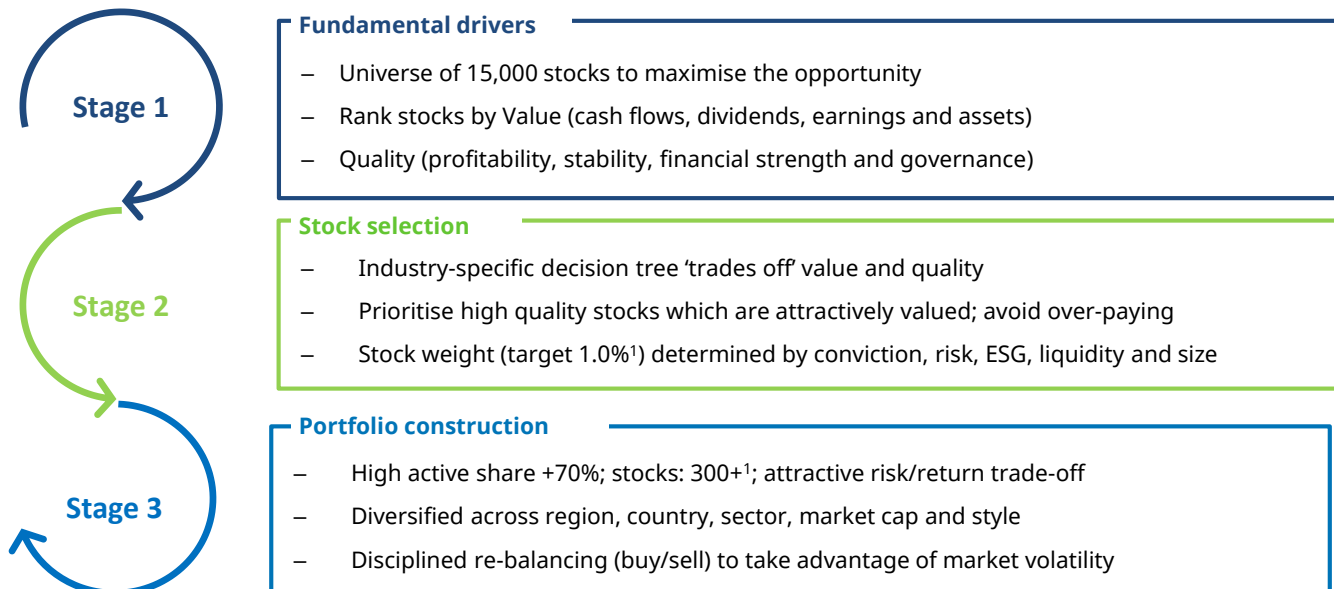 Stage 1
Fundamental drivers
– Universe of 15,000 stocks to maximise the opportunity
– Rank stocks by Value (cash flows, dividends, earnings and assets)
– Quality (profitability, stability, financial strength and governance)
Stage 2
Stock selection
– Industry-specific decision tree ‘trades off’ value and quality
– Prioritise high quality stocks which are attractively valued; avoid over-paying
– Stock weight (target 1.0%¹) determined by conviction, risk, ESG, liquidity and size
Stage 3
Portfolio construction
– High active share +70%; stocks: 300+¹; attractive risk/return trade-off
– Diversified across region, country, sector, market cap and style
– Disciplined re-balancing (buy/sell) to take advantage of market volatility